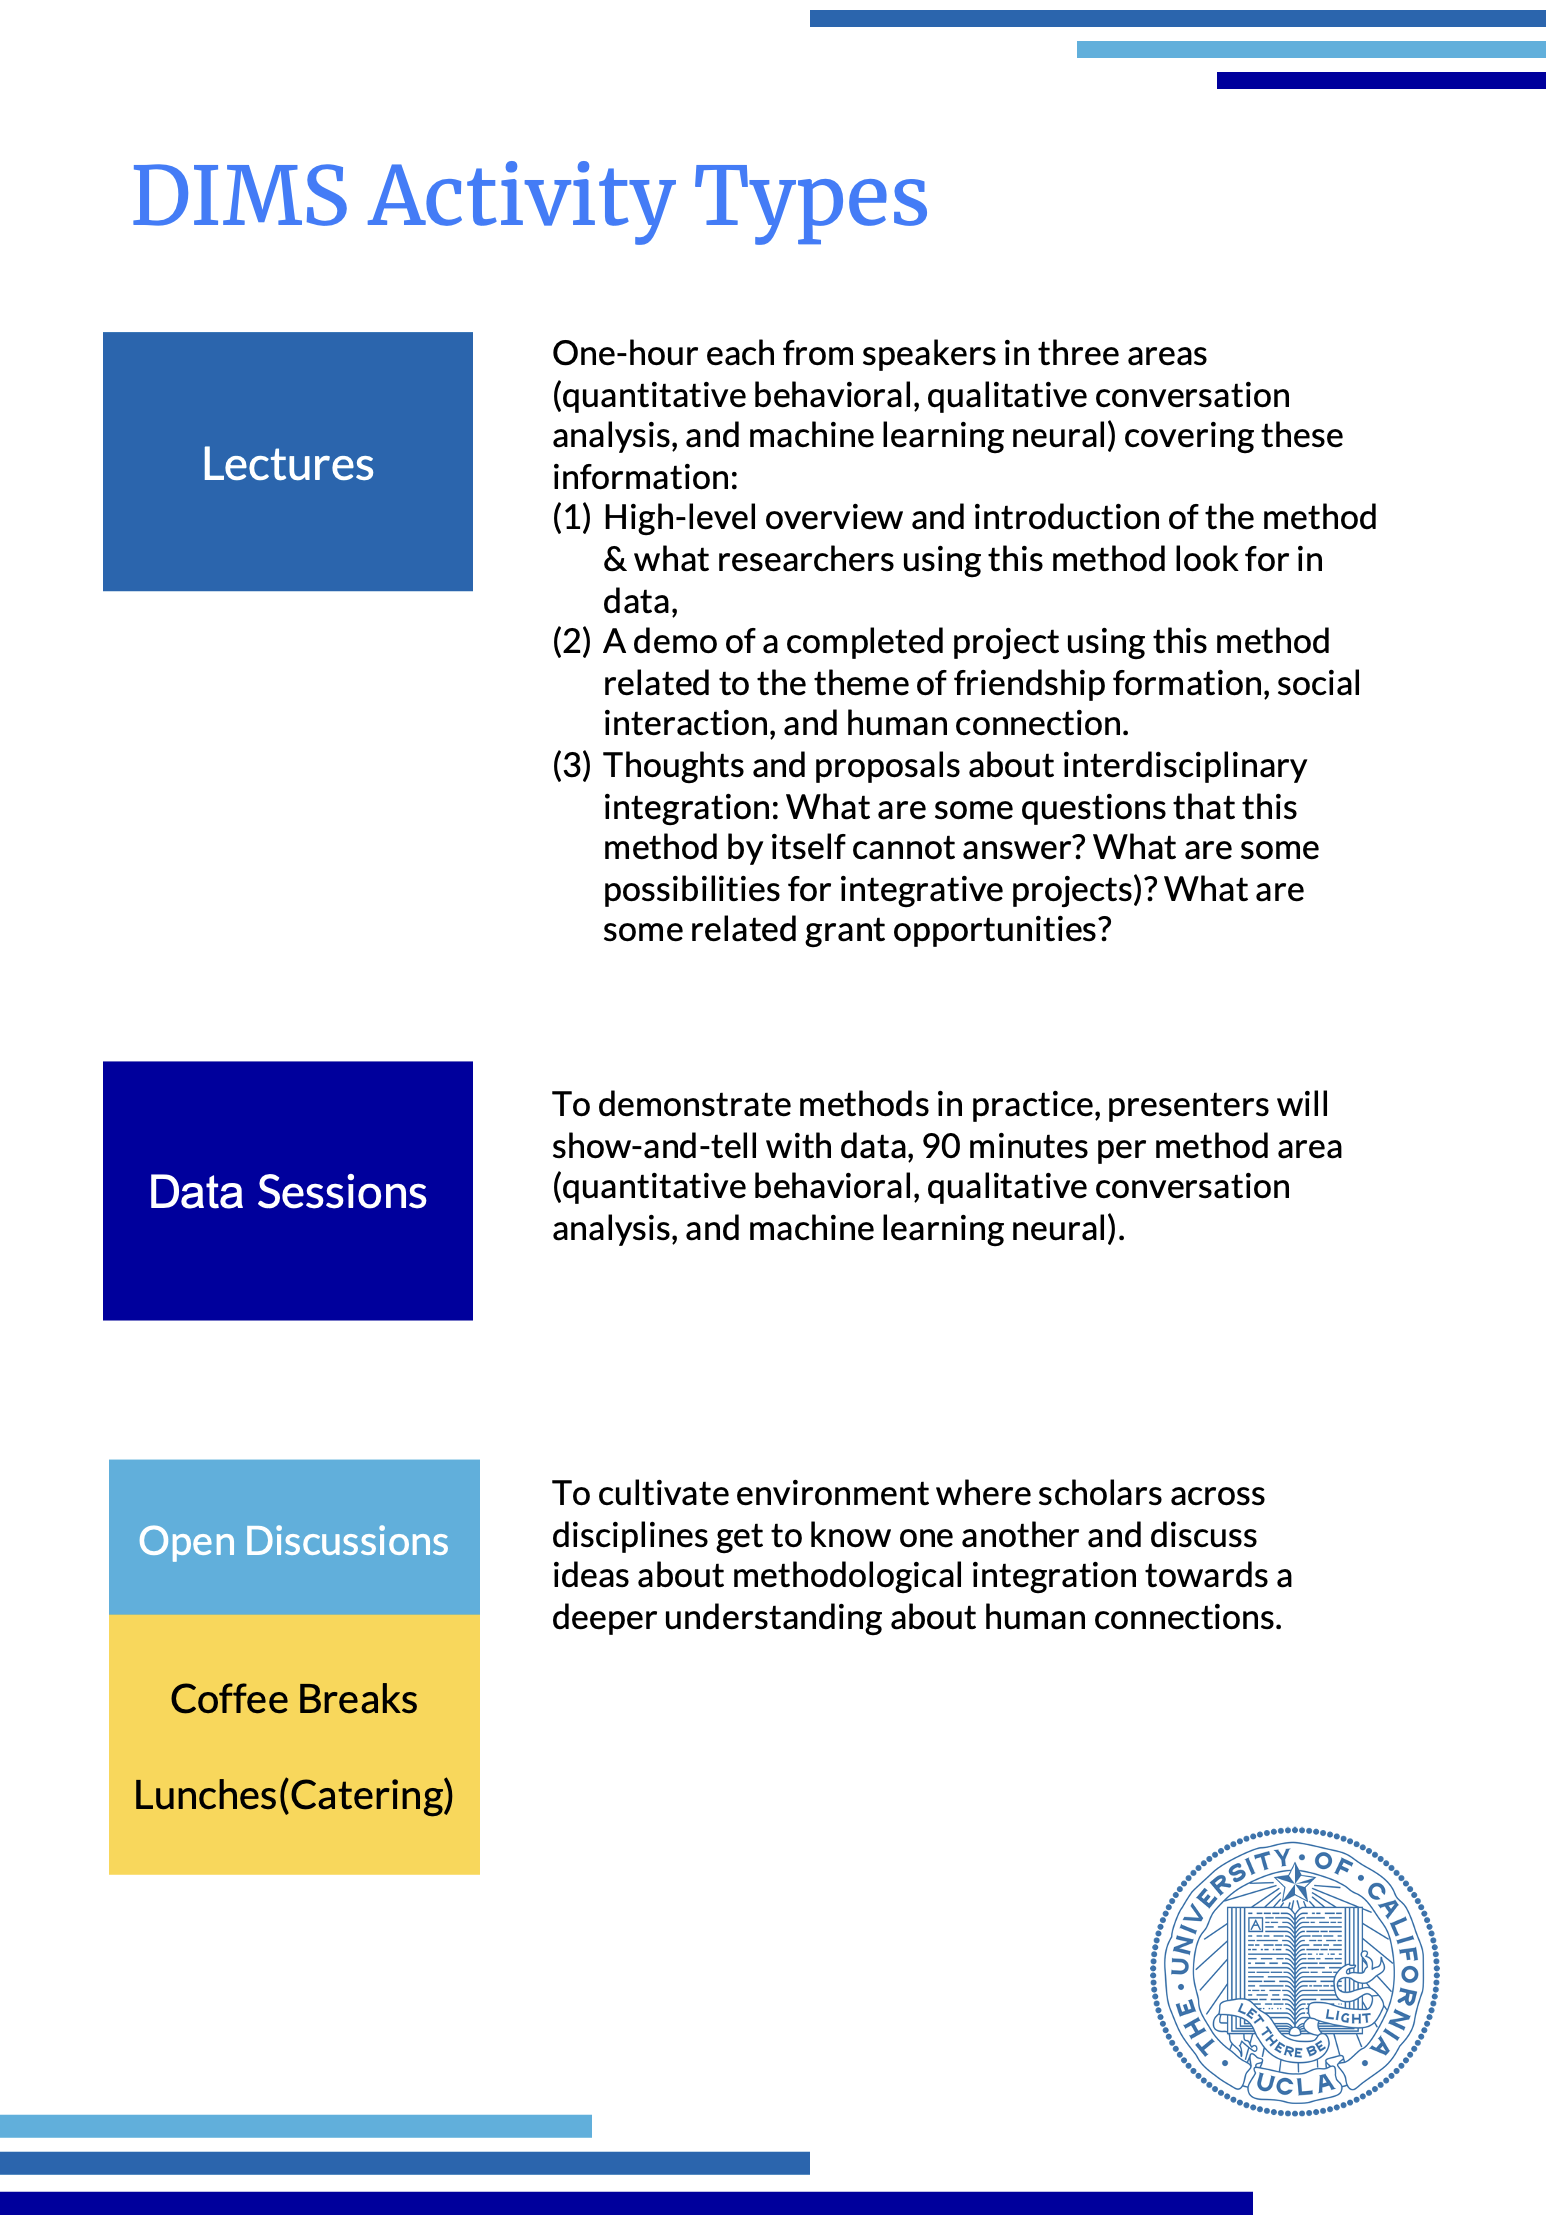 DIMS Activity Types
Lectures
One-hour each from speakers in three areas
(quantitative behavioral, qualitative conversation
analysis, and machine learning neural) covering these
information:
(1) High-level overview and introduction of the method
& what researchers using this method look for in
data,
(2) A demo of a completed project using this method
related to the theme of friendship formation, social
interaction, and human connection.
(3) Thoughts and proposals about interdisciplinary
integration: What are some questions that this
method by itself cannot answer? What are some
possibilities for integrative projects)? What are
some related grant opportunities?
Data Sessions
To demonstrate methods in practice, presenters will
show-and-tell with data, 90 minutes per method area
(quantitative behavioral, qualitative conversation
analysis, and machine learning neural).
Open Discussions
To cultivate environment where scholars across
disciplines get to know one another and discuss
ideas about methodological integration towards a
deeper understanding about human connections.
Coffee Breaks
Lunches(Catering)
· THE · UNIVERSITY · OF · CALIFORNIA ·
A
LET THERE BE LIGHT
UCLA